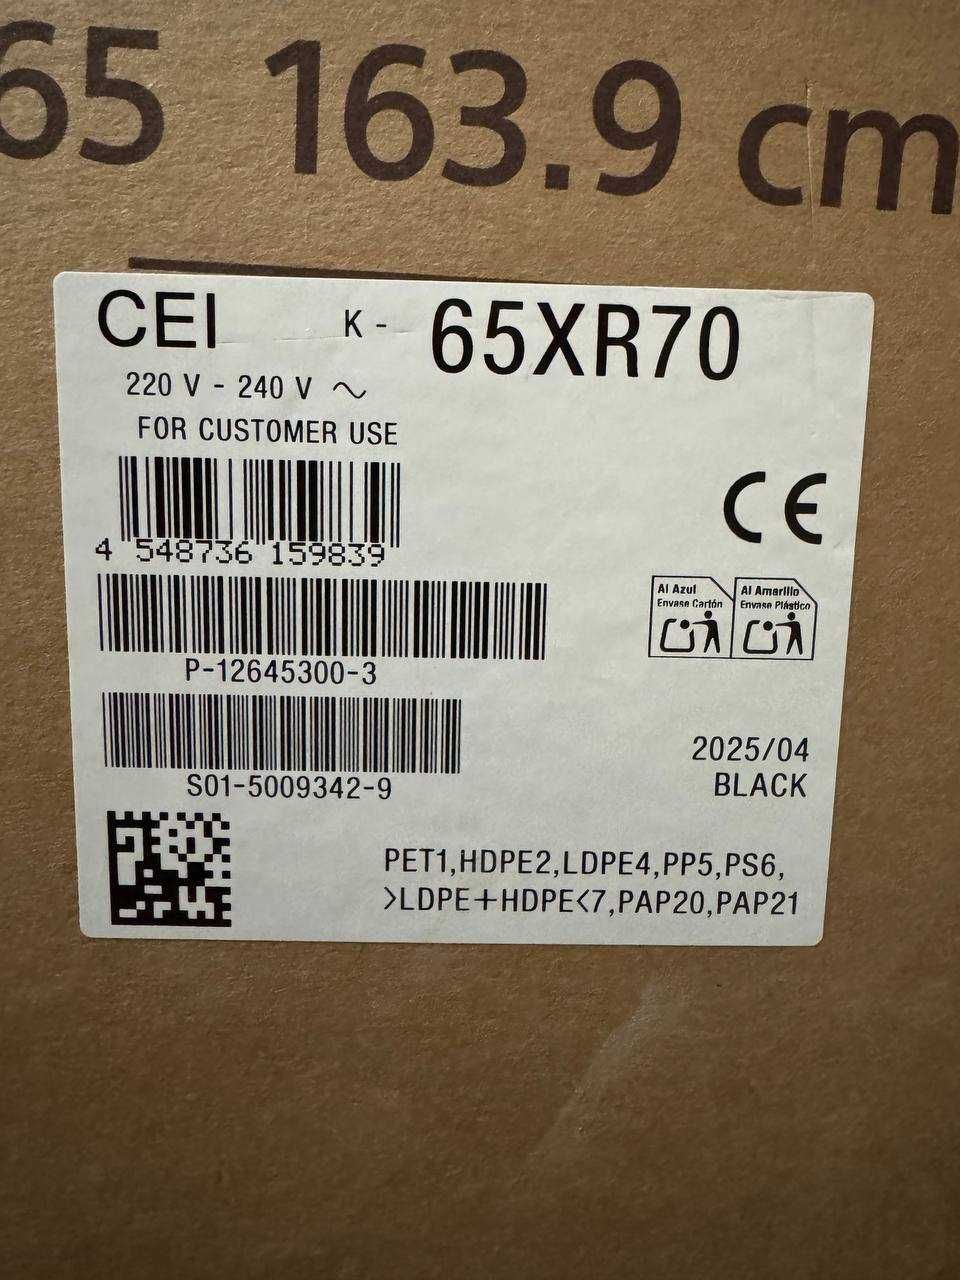 65 163.9 cm
CEI K - 65XR70
220 V - 240 V ~
FOR CUSTOMER USE
CE
4 548736 159839
Al Azul
Envase Cartón
Al Amarillo
Envase Plástico
P-12645300-3
2025/04
S01-5009342-9
BLACK
PET1,HDPE2,LDPE4,PP5,PS6,
>LDPE+HDPE<7,PAP20,PAP21